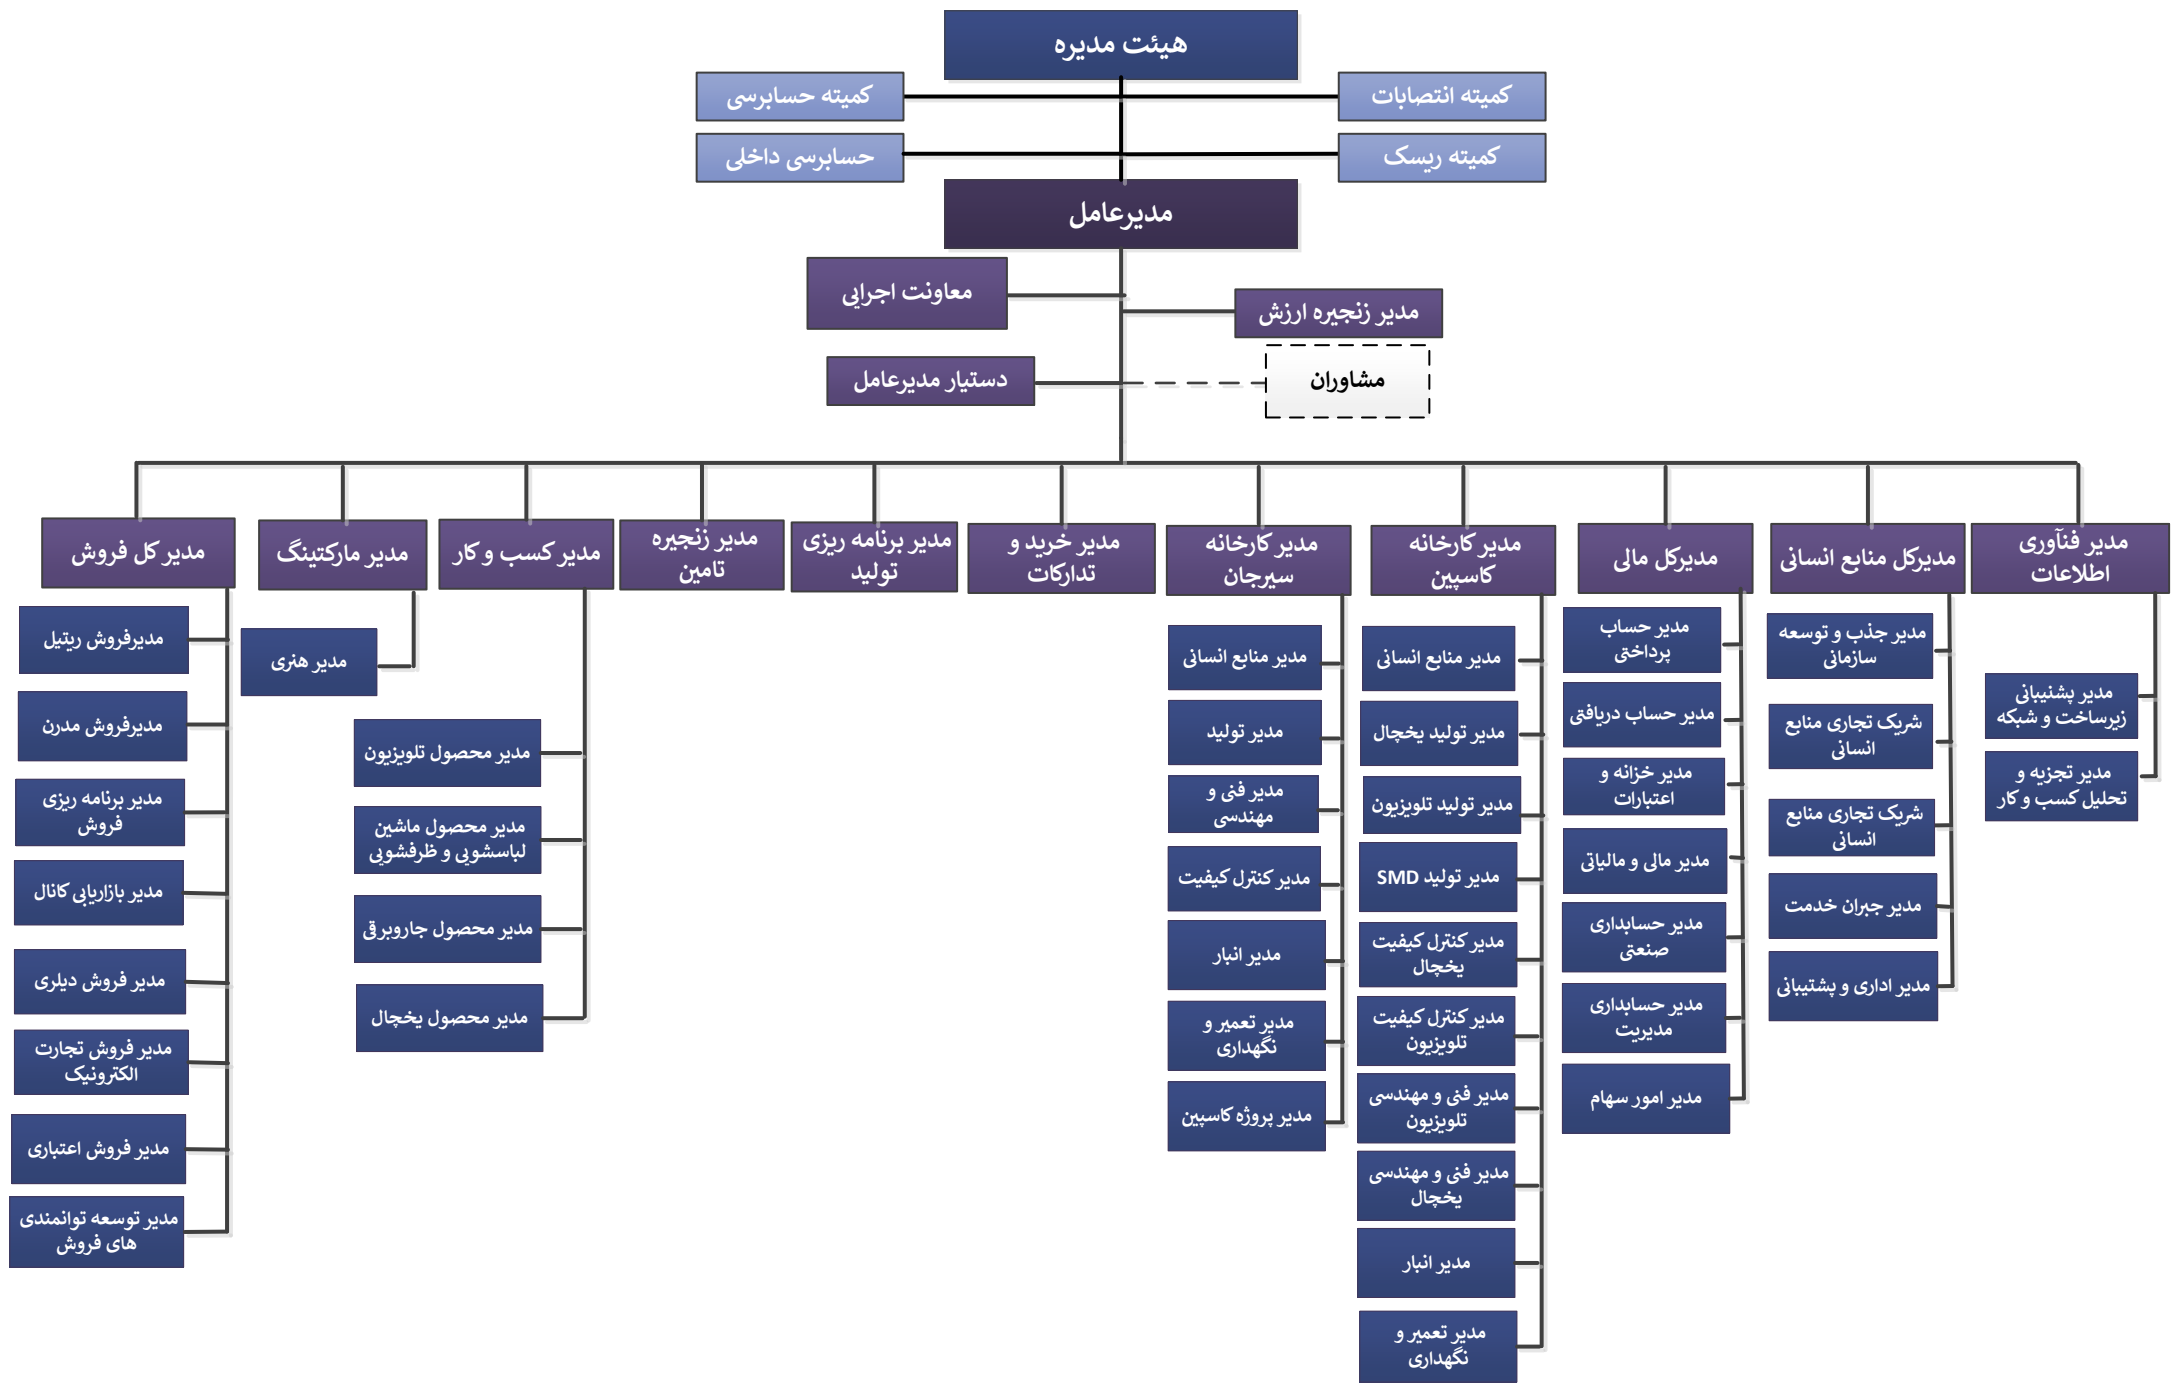 هیئت مدیره
کمیته انتصابات
کمیته حسابرسی
کمیته ریسک
حسابرسی داخلی
مدیرعامل
معاونت اجرایی
مدیر زنجیره ارزش
مشاوران
دستیار مدیرعامل
مدیر فنآوری
اطلاعات
مدیرکل منابع انسانی
مدیرکل مالی
مدیر کارخانه
کاسپین
مدیر کارخانه
سیرجان
مدیر خرید و
تدارکات
مدیر برنامه ریزی
تولید
مدیر زنجیره
تامین
مدیر کسب و کار
مدیر مارکتینگ
مدیر کل فروش
مدیر پشتیبانی
زیرساخت و شبکه
مدیر تجزیه و
تحلیل کسب و کار
مدیر جذب و توسعه
سازمانی
شریک تجاری منابع
انسانی
شریک تجاری منابع
انسانی
مدیر جبران خدمت
مدیر اداری و پشتیبانی
مدیر حساب
پرداختی
مدیر حساب دریافتی
مدیر خزانه و
اعتبارات
مدیر مالی و مالیاتی
مدیر حسابداری
صنعتی
مدیر حسابداری
مدیریت
مدیر امور سهام
مدیر منابع انسانی
مدیر تولید یخچال
مدیر تولید تلویزیون
مدیر تولید SMD
مدیر کنترل کیفیت
یخچال
مدیر کنترل کیفیت
تلویزیون
مدیر فنی و مهندسی
تلویزیون
مدیر فنی و مهندسی
یخچال
مدیر انبار
مدیر تعمیر و
نگهداری
مدیر منابع انسانی
مدیر تولید
مدیر فنی و
مهندسی
مدیر کنترل کیفیت
مدیر انبار
مدیر تعمیر و
نگهداری
مدیر پروژه کاسپین
مدیر محصول تلویزیون
مدیر محصول ماشین
لباسشویی و ظرفشویی
مدیر محصول جاروبرقی
مدیر محصول یخچال
مدیر هنری
مدیرفروش ریتیل
مدیرفروش مدرن
مدیر برنامه ریزی
فروش
مدیر بازاریابی کانال
مدیر فروش دیلری
مدیر فروش تجارت
الکترونیک
مدیر فروش اعتباری
مدیر توسعه توانمندی
های فروش